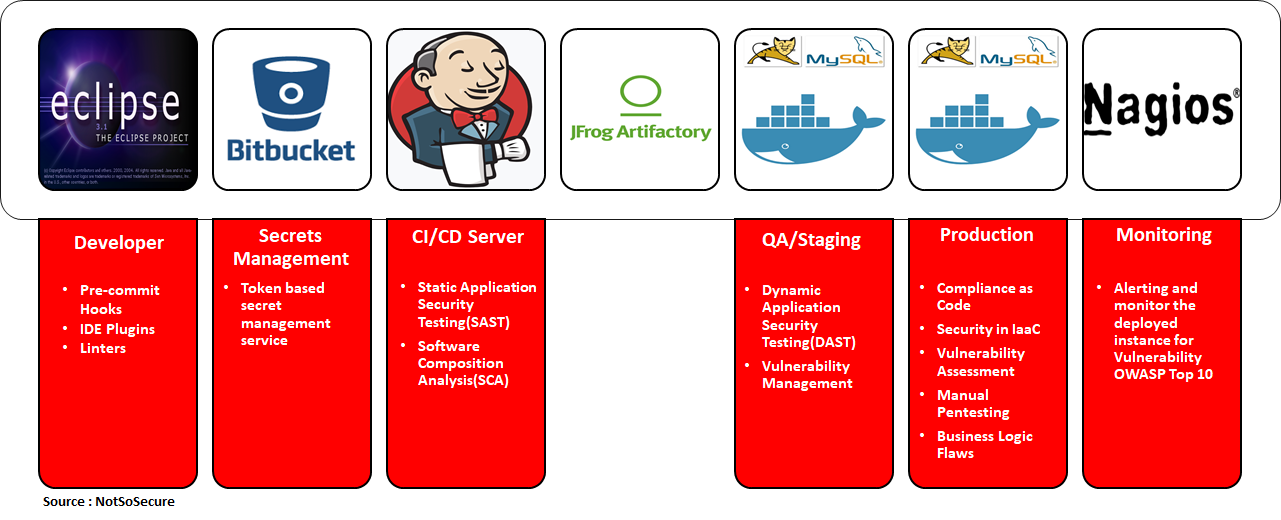 eclipse
3.1
THE ECLIPSE PROJECT
Bitbucket
JFrog Artifactory
MySQL®
MySQL®
Nagios®
Developer
• Pre-commit
Hooks
• IDE Plugins
• Linters
Secrets
Management
• Token based
secret
management
service
CI/CD Server
• Static Application
Security
Testing(SAST)
• Software
Composition
Analysis(SCA)
QA/Staging
• Dynamic
Application
Security
Testing(DAST)
• Vulnerability
Management
Production
• Compliance as
Code
• Security in IaaC
• Vulnerability
Assessment
• Manual
Pentesting
• Business Logic
Flaws
Monitoring
• Alerting and
monitor the
deployed
instance for
Vulnerability
OWASP Top 10
Source : NotSoSecure